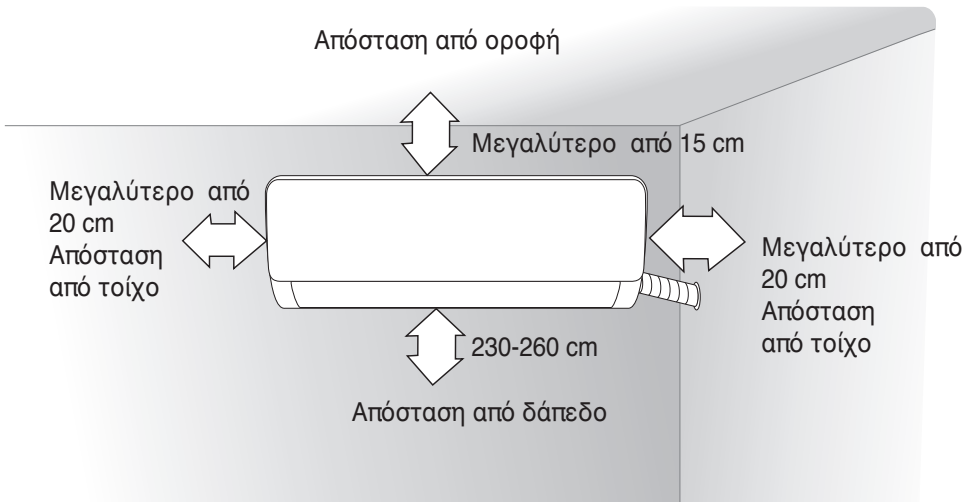 Απόσταση από οροφή
Μεγαλύτερο από 15 cm
Μεγαλύτερο από
20 cm
Απόσταση
από τοίχο
Μεγαλύτερο από
20 cm
Απόσταση
από τοίχο
230-260 cm
Απόσταση από δάπεδο